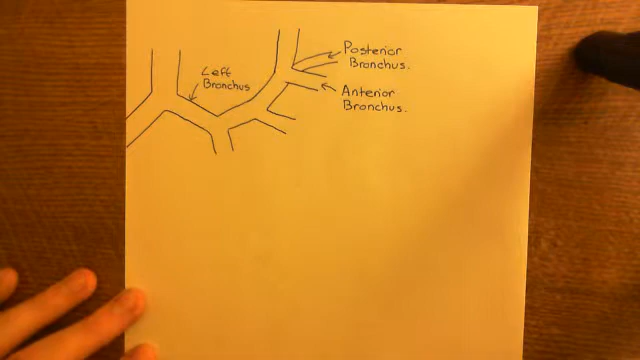 Left
Bronchus
Posterior
Bronchus.
Anterior
Bronchus.